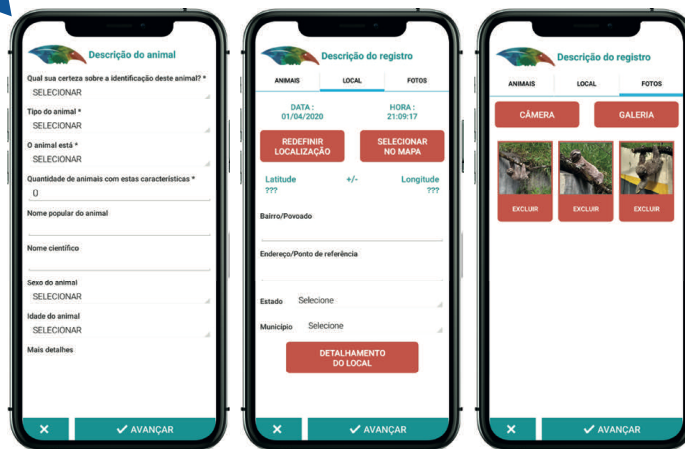 Descrição do animal
Qual sua certeza sobre a identificação deste animal? *
SELECIONAR
Tipo do animal *
SELECIONAR
O animal está *
SELECIONAR
Quantidade de animais com estas características *
0
Nome popular do animal
Nome científico
Sexo do animal
SELECIONAR
Idade do animal
SELECIONAR
Mais detalhes
× ✓ AVANÇAR
Descrição do registro
ANIMAIS LOCAL FOTOS
DATA : HORA :
01/04/2020 21:09:17
REDEFINIR
LOCALIZAÇÃO
SELECIONAR
NO MAPA
Latitude +/- Longitude
??? ???
Bairro/Povoado
Endereço/Ponto de referência
Estado Selecione
Município Selecione
DETALHAMENTO
DO LOCAL
× ✓ AVANÇAR
Descrição do registro
ANIMAIS LOCAL FOTOS
CÂMERA GALERIA
EXCLUIR EXCLUIR EXCLUIR
× ✓ AVANÇAR